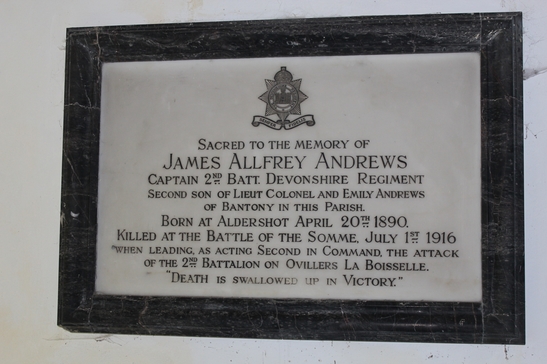 SEMPER FIDELIS
SACRED TO THE MEMORY OF
JAMES ALLFREY ANDREWS
CAPTAIN 2ND BATT. DEVONSHIRE REGIMENT
SECOND SON OF LIEUT COLONEL AND EMILY ANDREWS
OF BANTONY IN THIS PARISH.
BORN AT ALDERSHOT APRIL 20TH 1890.
KILLED AT THE BATTLE OF THE SOMME, JULY 1ST 1916
"WHEN LEADING, AS ACTING SECOND IN COMMAND, THE ATTACK
OF THE 2ND BATTALION ON OVILLERS LA BOISSELLE.
"DEATH IS SWALLOWED UP IN VICTORY."